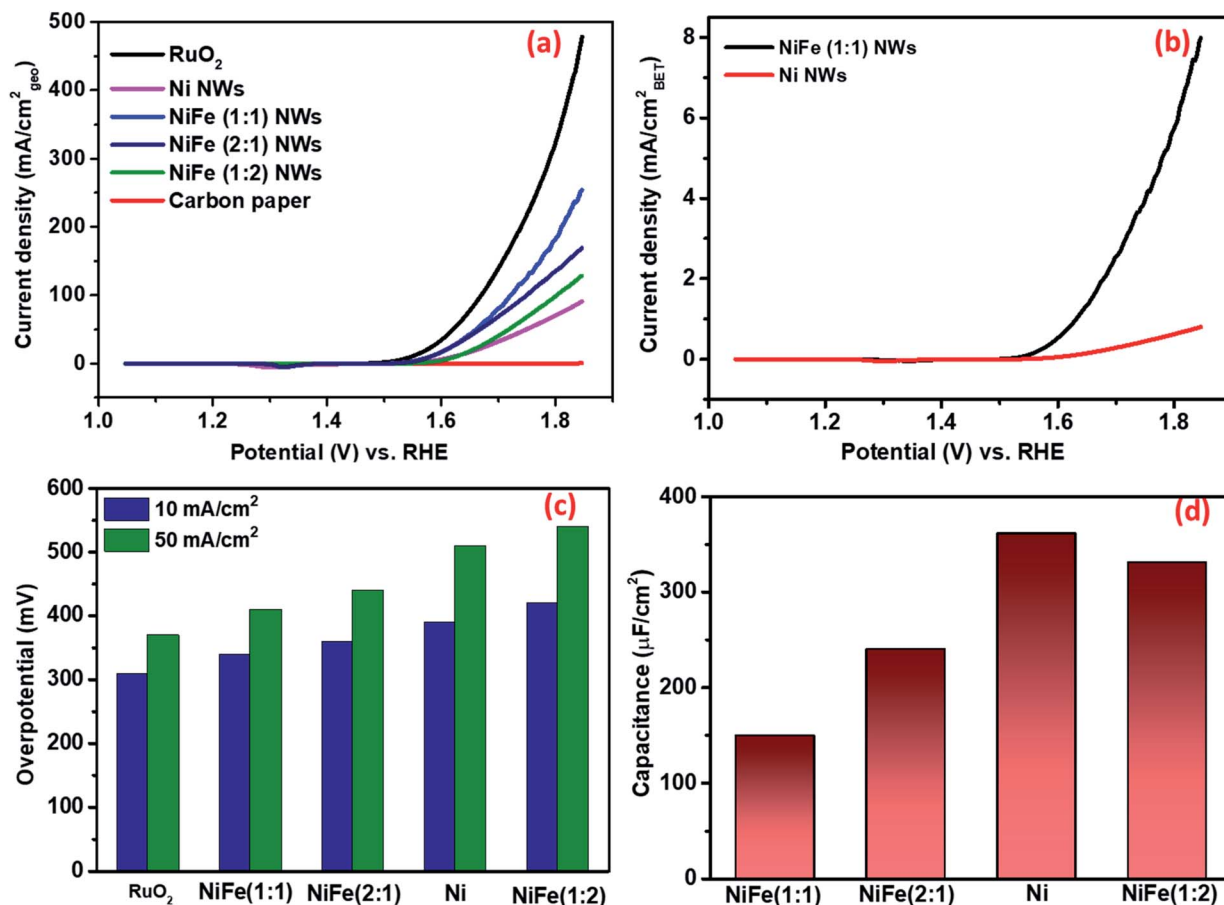 (a)
500
400
300
200
100
0
Current density (mA/cm²geo)
RuO₂
Ni NWs
NiFe (1:1) NWs
NiFe (2:1) NWs
NiFe (1:2) NWs
Carbon paper
1.0 1.2 1.4 1.6 1.8
Potential (V) vs. RHE
(b)
8
6
4
2
0
Current density (mA/cm²BET)
NiFe (1:1) NWs
Ni NWs
1.0 1.2 1.4 1.6 1.8
Potential (V) vs. RHE
(c)
600
500
400
300
200
100
0
Overpotential (mV)
10 mA/cm²
50 mA/cm²
RuO₂ NiFe(1:1) NiFe(2:1) Ni NiFe(1:2)
(d)
400
300
200
100
0
Capacitance (µF/cm²)
NiFe(1:1) NiFe(2:1) Ni NiFe(1:2)